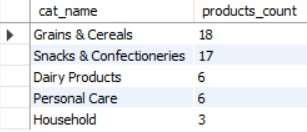 cat_name products_count
Grains & Cereals 18
Snacks & Confectioneries 17
Dairy Products 6
Personal Care 6
Household 3